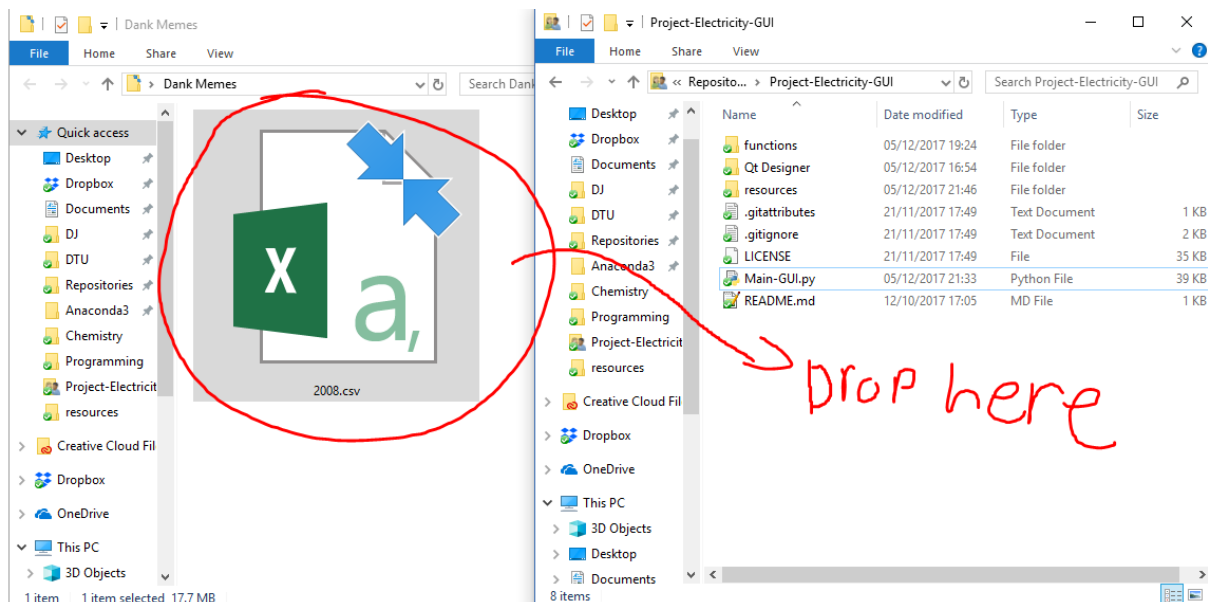 Dank Memes
File Home Share View
Dank Memes
Search Dank
Quick access
Desktop
Dropbox
Documents
DJ
DTU
Repositories
Anaconda3
Chemistry
Programming
Project-Electricit
resources
Creative Cloud Fil
Dropbox
OneDrive
This PC
3D Objects
1 item 1 item selected 17.7 MB
X
a,
2008.csv
Project-Electricity-GUI
File Home Share View
« Reposito... Project-Electricity-GUI
Search Project-Electricity-GUI
Desktop
Dropbox
Documents
DJ
DTU
Repositories
Anaconda3
Chemistry
Programming
Project-Electricit
resources
Creative Cloud Fil
Dropbox
OneDrive
This PC
3D Objects
Desktop
Documents
8 items
Name Date modified Type Size
functions 05/12/2017 19:24 File folder
Qt Designer 05/12/2017 16:54 File folder
resources 05/12/2017 21:46 File folder
.gitattributes 21/11/2017 17:49 Text Document 1 KB
.gitignore 21/11/2017 17:49 Text Document 2 KB
LICENSE 21/11/2017 17:49 File 35 KB
Main-GUI.py 05/12/2017 21:33 Python File 39 KB
README.md 12/10/2017 17:05 MD File 1 KB
Drop here